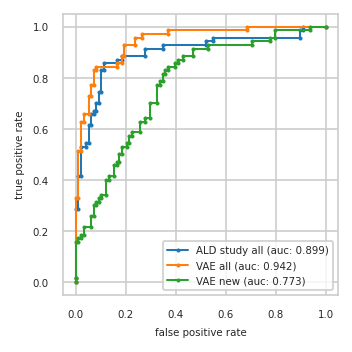 1.0
0.8
0.6
0.4
0.2
0.0
true positive rate
ALD study all (auc: 0.899)
VAE all (auc: 0.942)
VAE new (auc: 0.773)
0.0 0.2 0.4 0.6 0.8 1.0
false positive rate